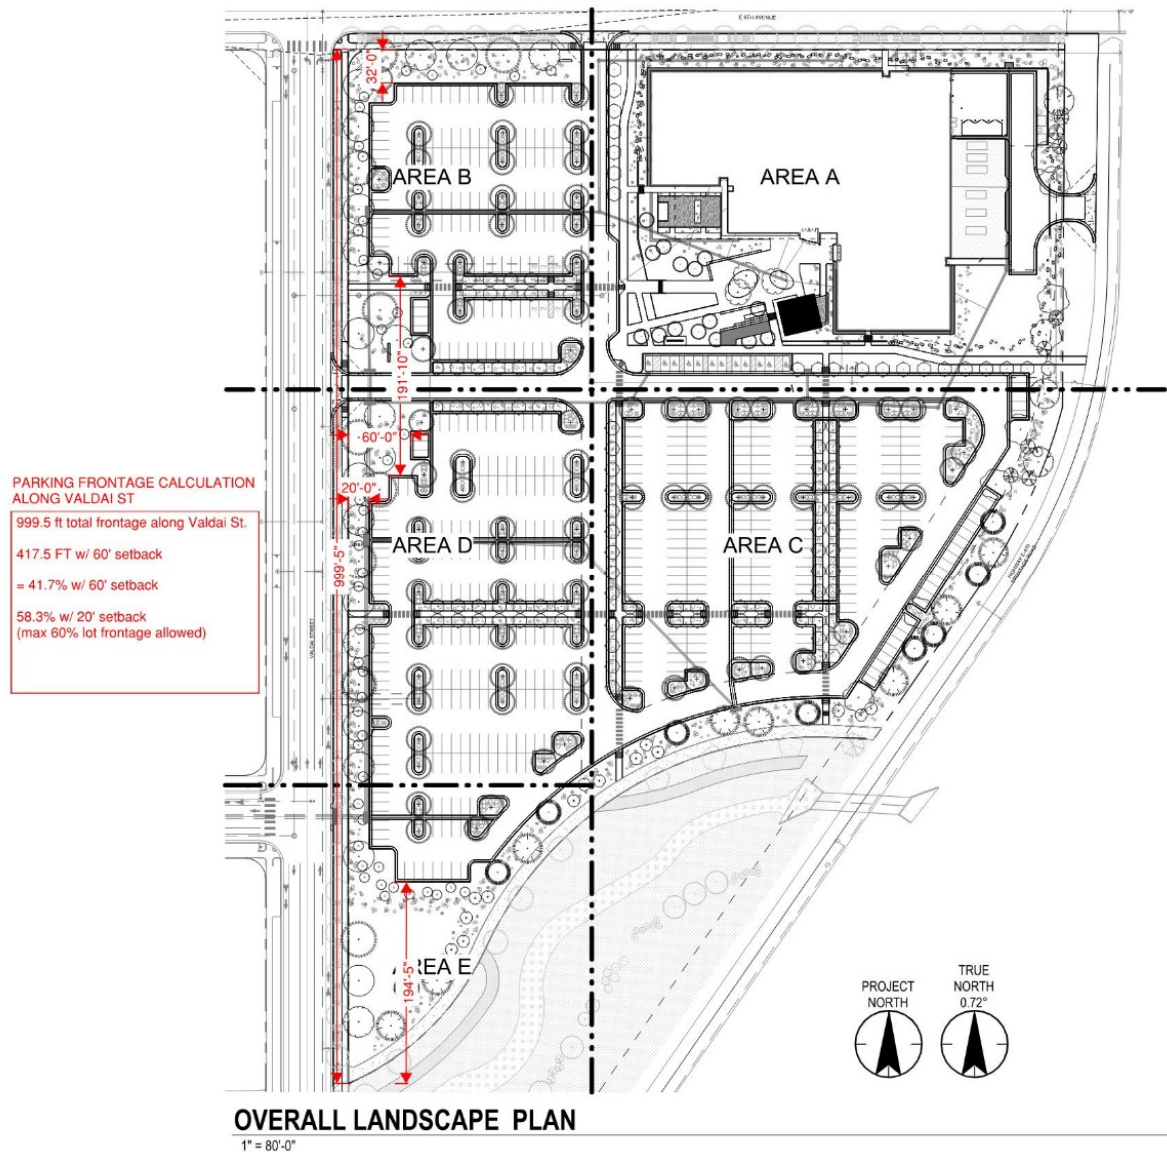 E 6TH AVENUE
32'-0"
AREA B
AREA A
191'-10"
60'-0"
20'-0"
PARKING FRONTAGE CALCULATION
ALONG VALDAI ST
999.5 ft total frontage along Valdai St.
417.5 FT w/ 60' setback
= 41.7% w/ 60' setback
58.3% w/ 20' setback
(max 60% lot frontage allowed)
999'-5"
AREA D
AREA C
VALDAI STREET
AREA E
194'-5"
PROJECT
NORTH
TRUE
NORTH
0.72°
OVERALL LANDSCAPE PLAN
1" = 80'-0"